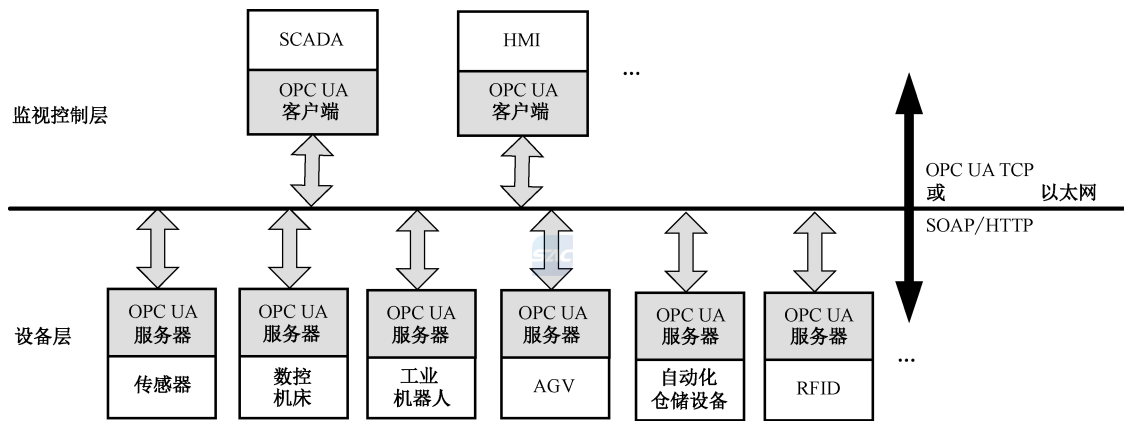 SCADA
OPC UA
客户端
HMI
OPC UA
客户端
...
监视控制层
OPC UA TCP
或
以太网
SOAP/HTTP
设备层
OPC UA
服务器
传感器
OPC UA
服务器
数控
机床
OPC UA
服务器
工业
机器人
OPC UA
服务器
AGV
OPC UA
服务器
自动化
仓储设备
OPC UA
服务器
RFID
...
SZIC